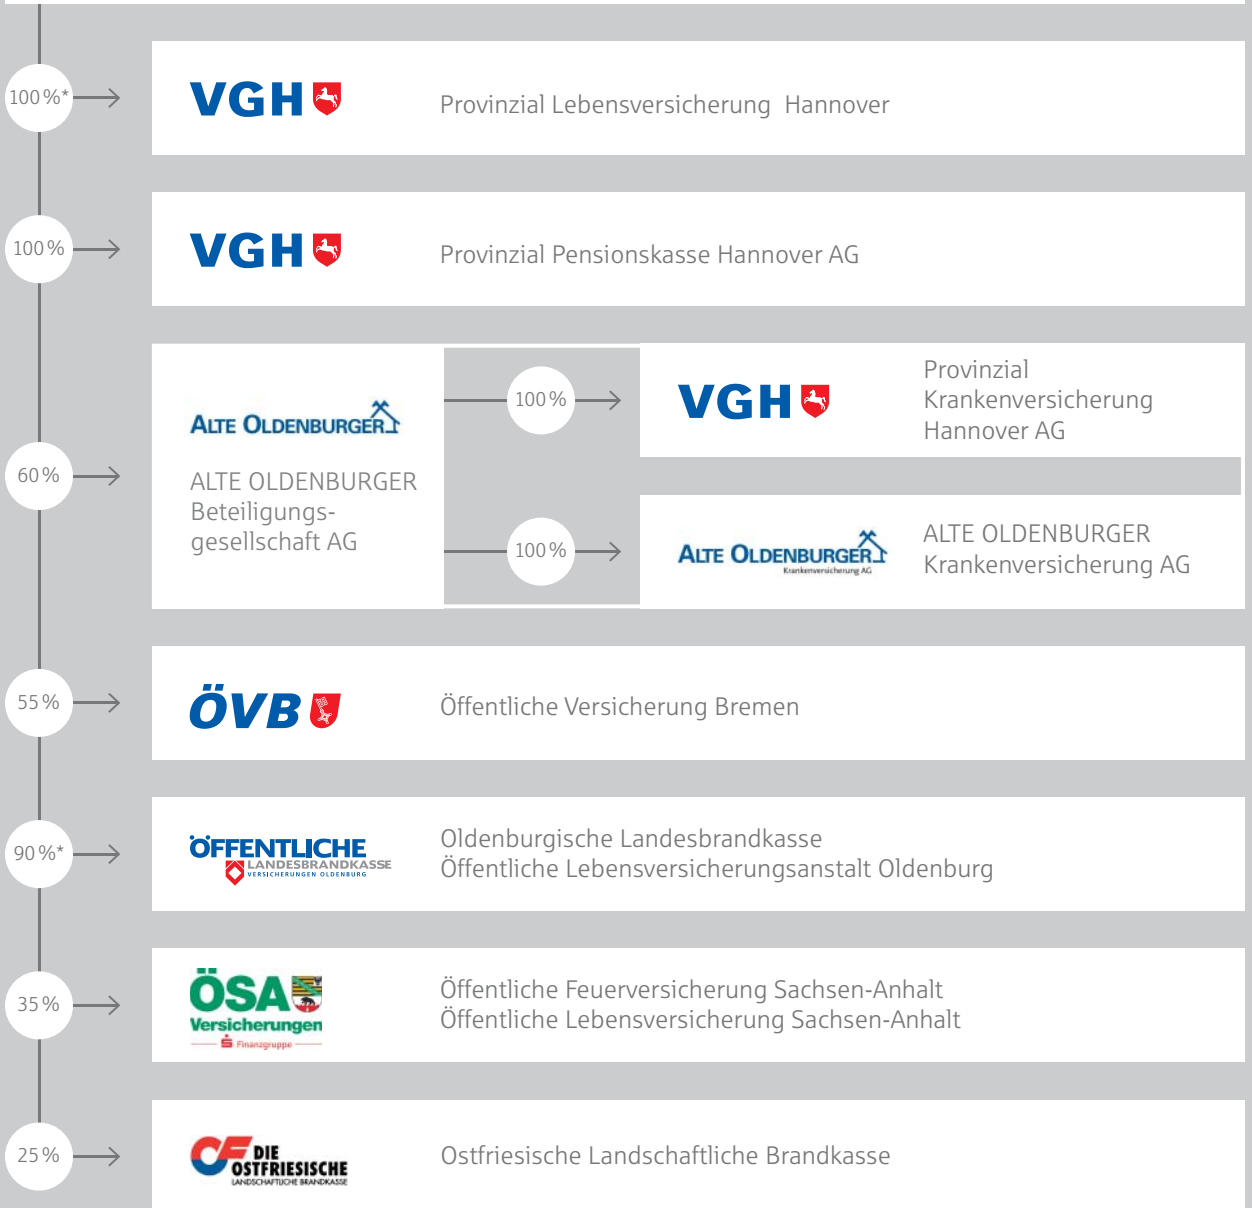 100 %*
VGH
Provinzial Lebensversicherung Hannover
100 %
VGH
Provinzial Pensionskasse Hannover AG
60 %
ALTE OLDENBURGER
ALTE OLDENBURGER
Beteiligungs-
gesellschaft AG
100 %
VGH
Provinzial
Krankenversicherung
Hannover AG
100 %
ALTE OLDENBURGER
Krankenversicherung AG
ALTE OLDENBURGER
Krankenversicherung AG
55 %
ÖVB
Öffentliche Versicherung Bremen
90 %*
ÖFFENTLICHE
LANDESBRANDKASSE
VERSICHERUNGEN OLDENBURG
Oldenburgische Landesbrandkasse
Öffentliche Lebensversicherungsanstalt Oldenburg
35 %
ÖSA
Versicherungen
Finanzgruppe
Öffentliche Feuerversicherung Sachsen-Anhalt
Öffentliche Lebensversicherung Sachsen-Anhalt
25 %
DIE
OSTFRIESISCHE
LANDSCHAFTLICHE BRANDKASSE
Ostfriesische Landschaftliche Brandkasse